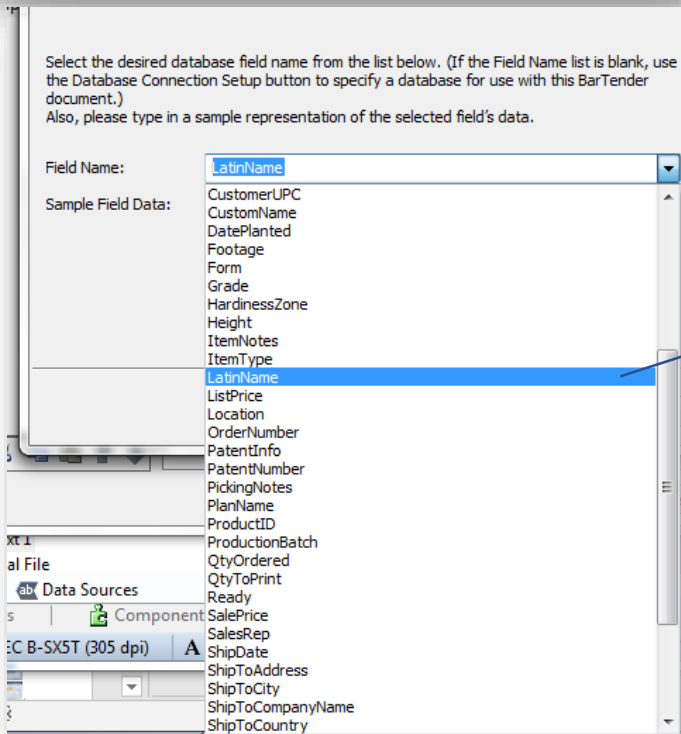 Select the desired database field name from the list below. (If the Field Name list is blank, use
the Database Connection Setup button to specify a database for use with this BarTender
document.)
Also, please type in a sample representation of the selected field's data.
Field Name:
LatinName
Sample Field Data:
CustomerUPC
CustomName
DatePlanted
Footage
Form
Grade
HardinessZone
Height
ItemNotes
ItemType
LatinName
ListPrice
Location
OrderNumber
PatentInfo
PatentNumber
PickingNotes
PlanName
ProductID
ProductionBatch
QtyOrdered
QtyToPrint
Ready
SalePrice
SalesRep
ShipDate
ShipToAddress
ShipToCity
ShipToCompanyName
ShipToCountry
xt 1
al File
ab Data Sources
s
Component
EC B-SX5T (305 dpi)
A